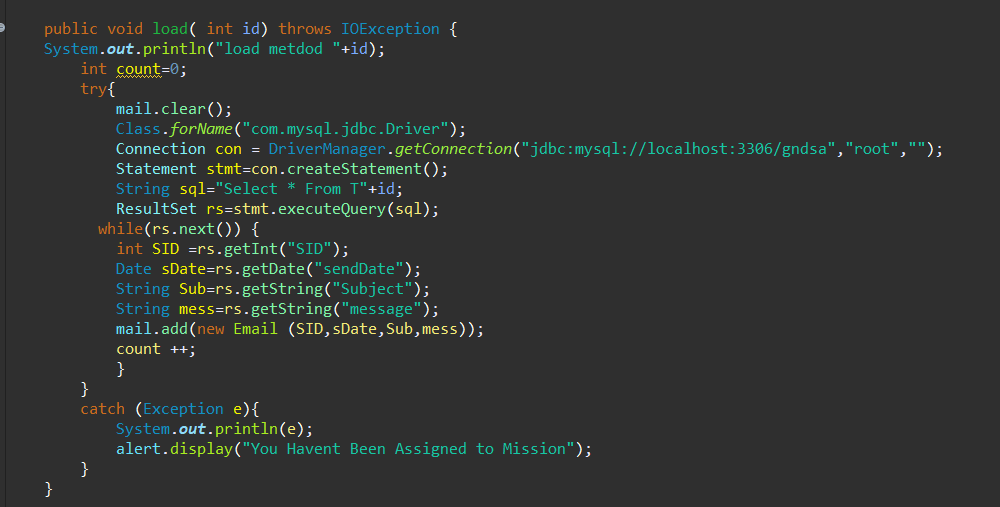 public void load( int id) throws IOException {
System.out.println("load metdod "+id);
int count=0;
try{
mail.clear();
Class.forName("com.mysql.jdbc.Driver");
Connection con = DriverManager.getConnection("jdbc:mysql://localhost:3306/gndsa","root","");
Statement stmt=con.createStatement();
String sql="Select * From T"+id;
ResultSet rs=stmt.executeQuery(sql);
while(rs.next()) {
int SID =rs.getInt("SID");
Date sDate=rs.getDate("sendDate");
String Sub=rs.getString("Subject");
String mess=rs.getString("message");
mail.add(new Email (SID,sDate,Sub,mess));
count ++;
}
}
catch (Exception e){
System.out.println(e);
alert.display("You Havent Been Assigned to Mission");
}
}